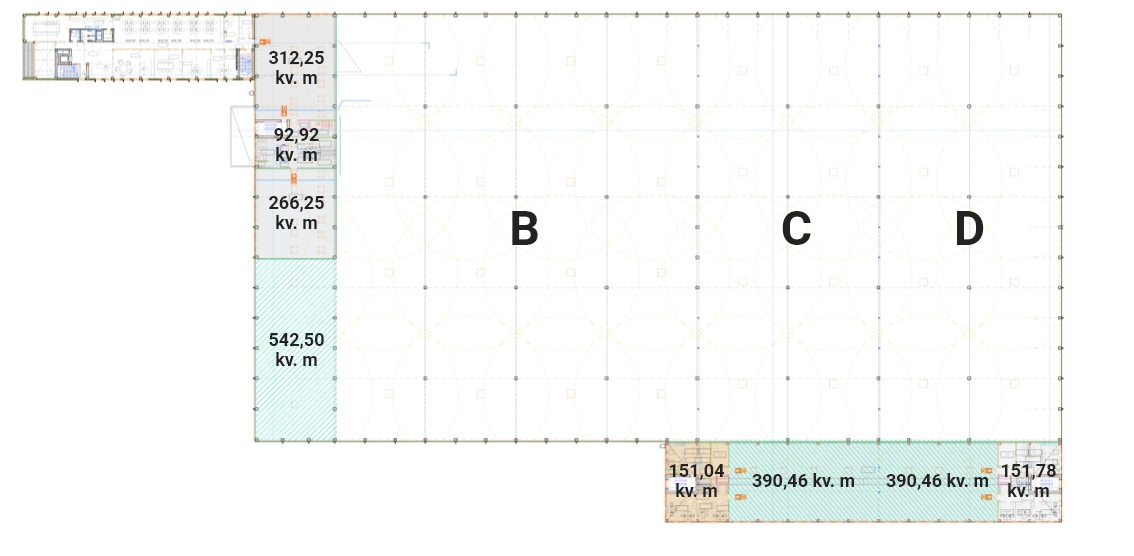 312,25
kv. m
92,92
kv. m
266,25
kv. m
B
C
D
542,50
kv. m
151,04
kv. m
390,46 kv. m
390,46 kv. m
151,78
kv. m